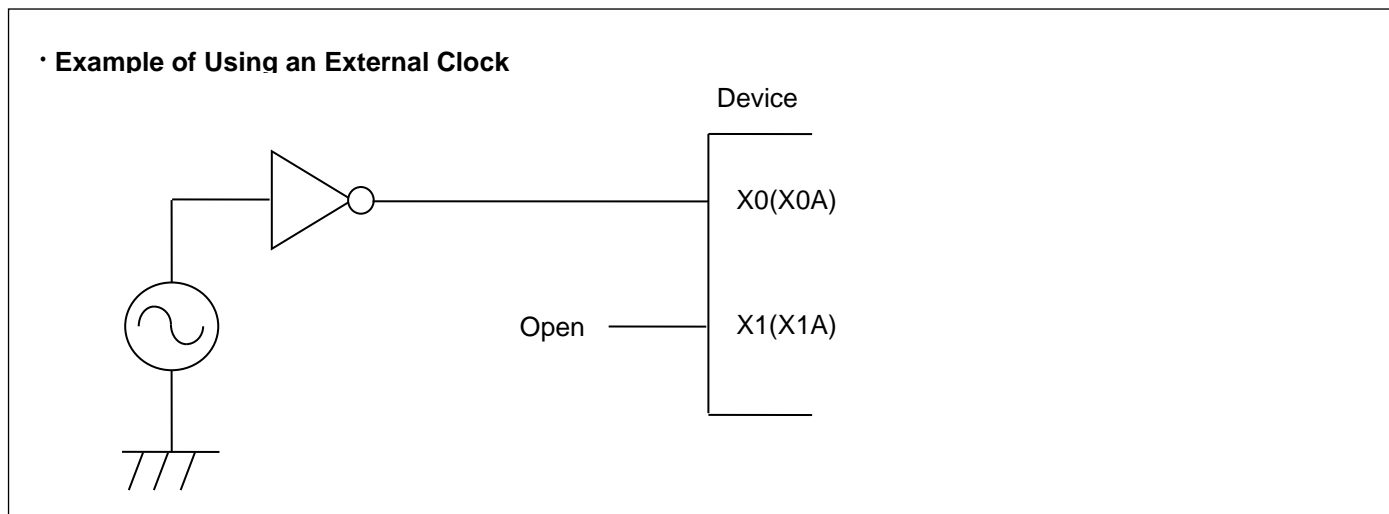 ・Example of Using an External Clock
Device
X0(X0A)
Open
X1(X1A)